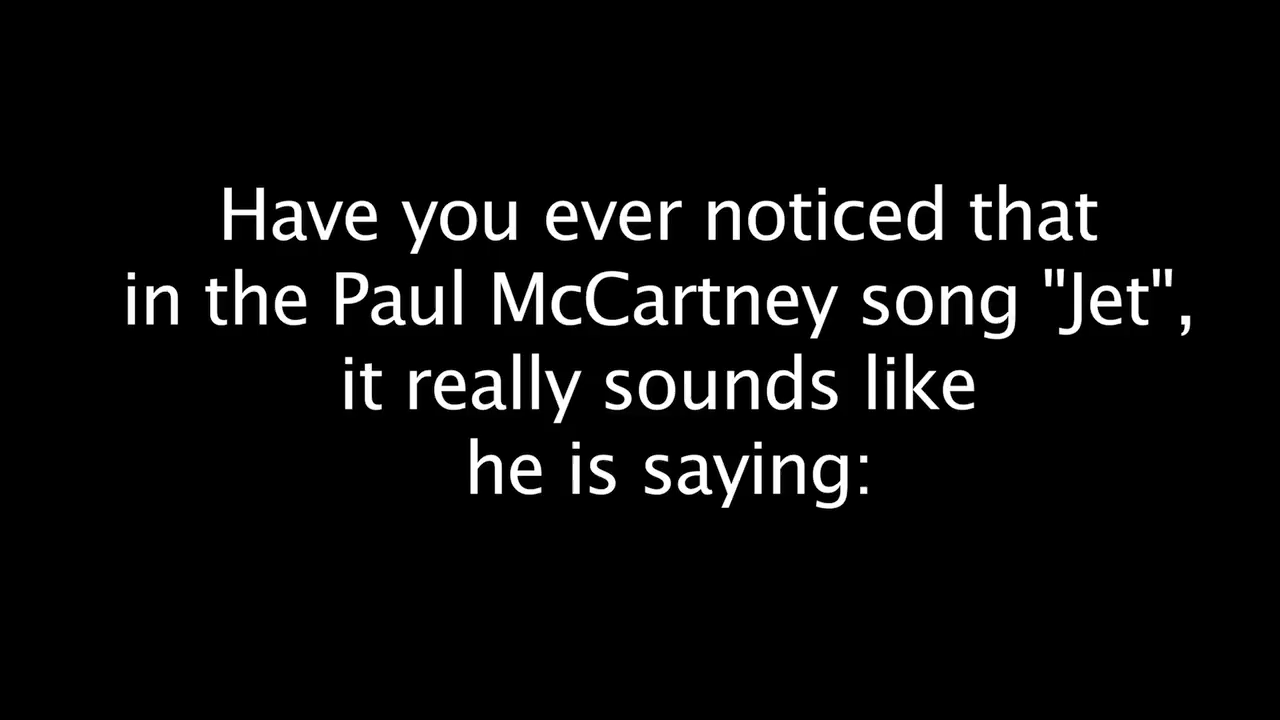 Have you ever noticed that
in the Paul McCartney song "Jet",
it really sounds like
he is saying: